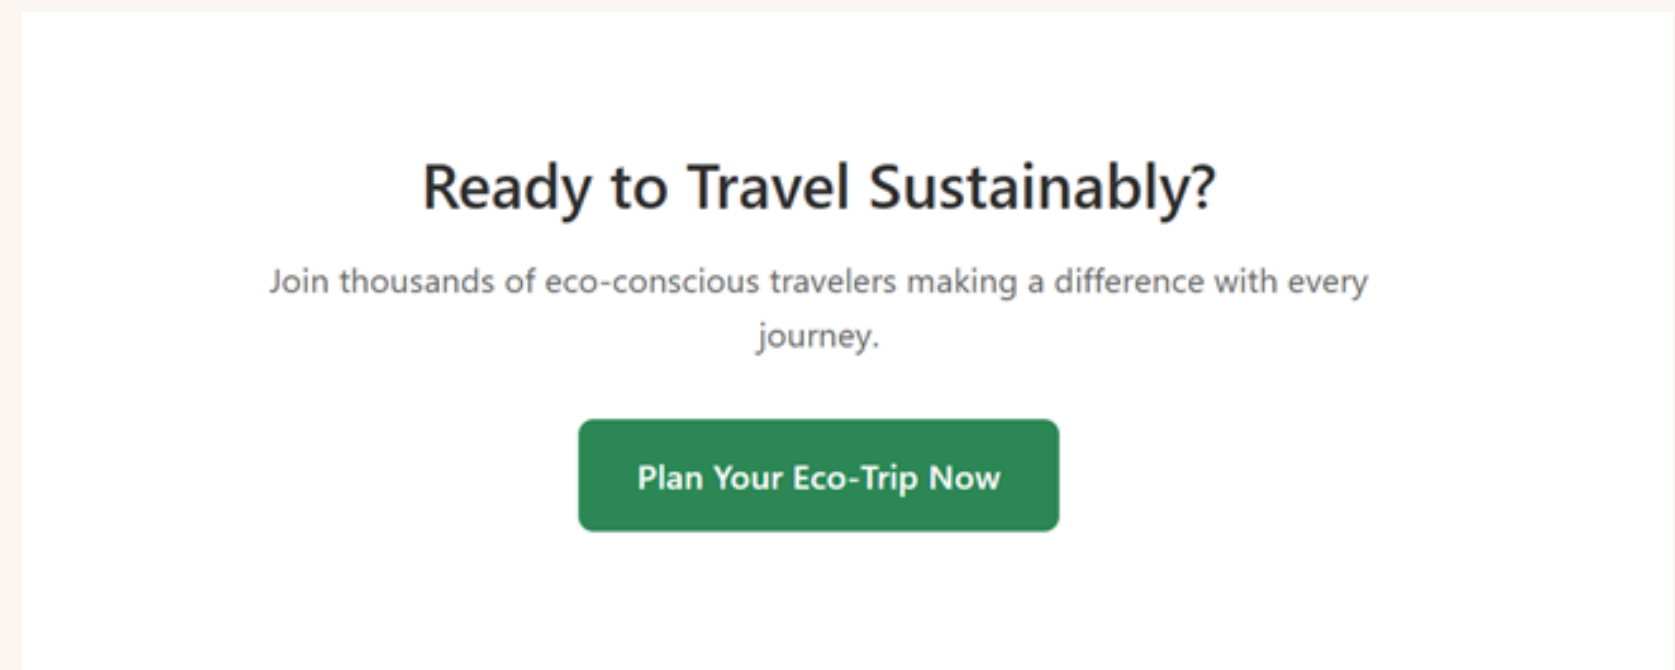 Ready to Travel Sustainably?
Join thousands of eco-conscious travelers making a difference with every
journey.
Plan Your Eco-Trip Now